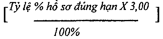 [Tỷ lệ % hồ sơ đúng hạn X 3,00
100%]